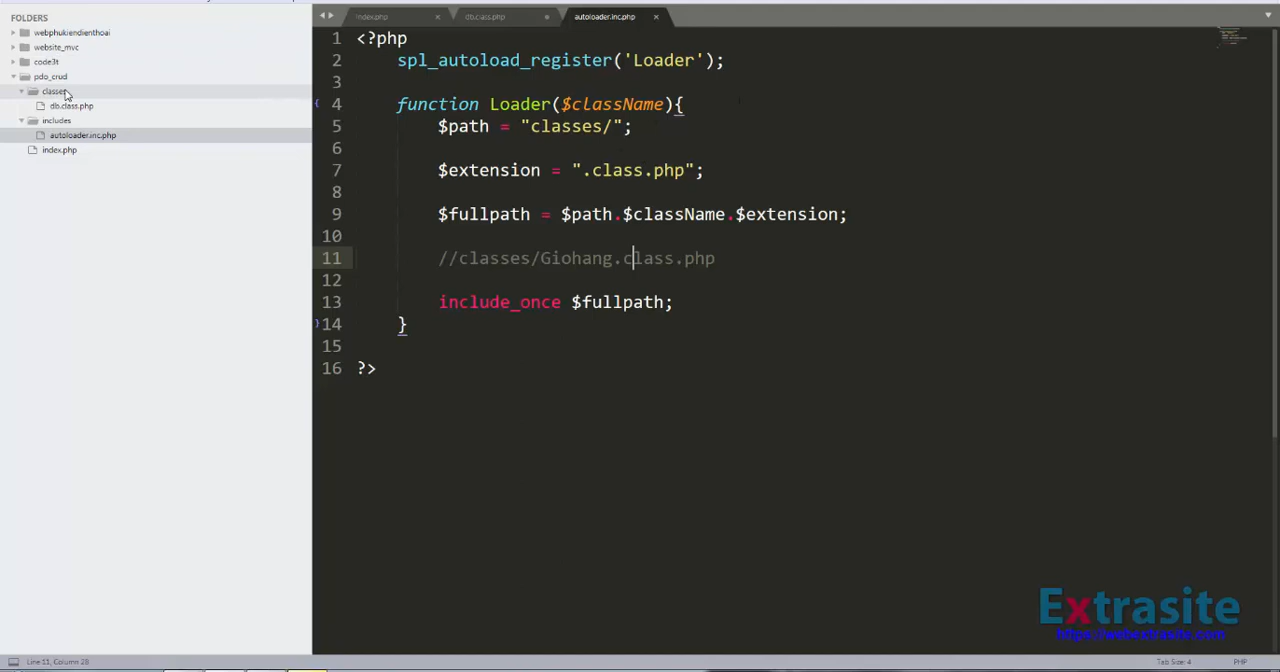 FOLDERS
webphukiendienthoai
website_mvc
code3t
pdo_crud
classes
db.class.php
includes
autoloader.inc.php
index.php
index.php
db.class.php
autoloader.inc.php
1 <?php
2 spl_autoload_register('Loader');
3
4 function Loader($className){
5 $path = "classes/";
6
7 $extension = ".class.php";
8
9 $fullpath = $path.$className.$extension;
10
11 //classes/Giohang.class.php
12
13 include_once $fullpath;
14 }
15
16 ?>
Extrasite
https://webextrasite.com
Line 11, Column 28
Tab Size: 4
PHP